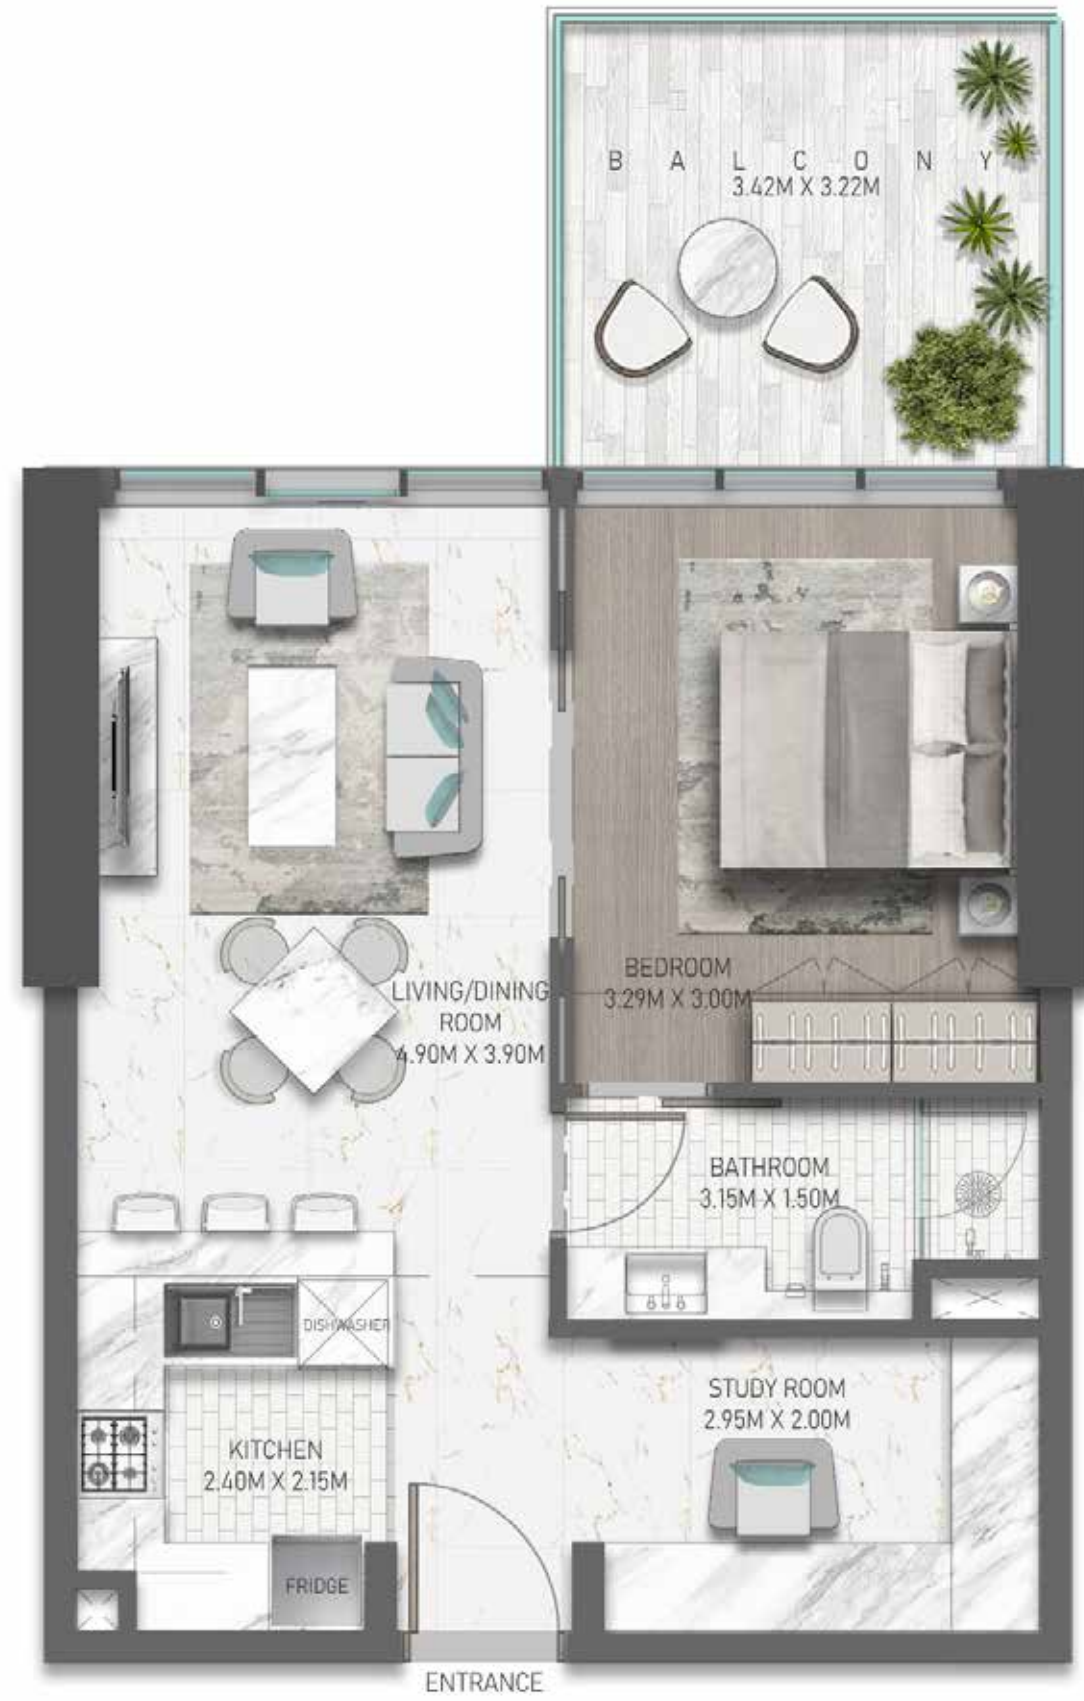 BALCONY
3.42M X 3.22M
LIVING/DINING
ROOM
4.90M X 3.90M
BEDROOM
3.29M X 3.00M
BATHROOM
3.15M X 1.50M
DISHWASHER
STUDY ROOM
2.95M X 2.00M
KITCHEN
2.40M X 2.15M
FRIDGE
ENTRANCE